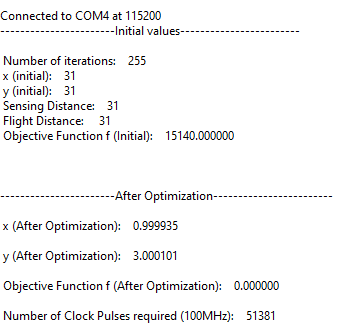 Connected to COM4 at 115200
-----------------------Initial values------------------------
Number of iterations: 255
x (initial): 31
y (initial): 31
Sensing Distance: 31
Flight Distance: 31
Objective Function f (Initial): 15140.000000
-----------------------After Optimization------------------------
x (After Optimization): 0.999935
y (After Optimization): 3.000101
Objective Function f (After Optimization): 0.000000
Number of Clock Pulses required (100MHz): 51381